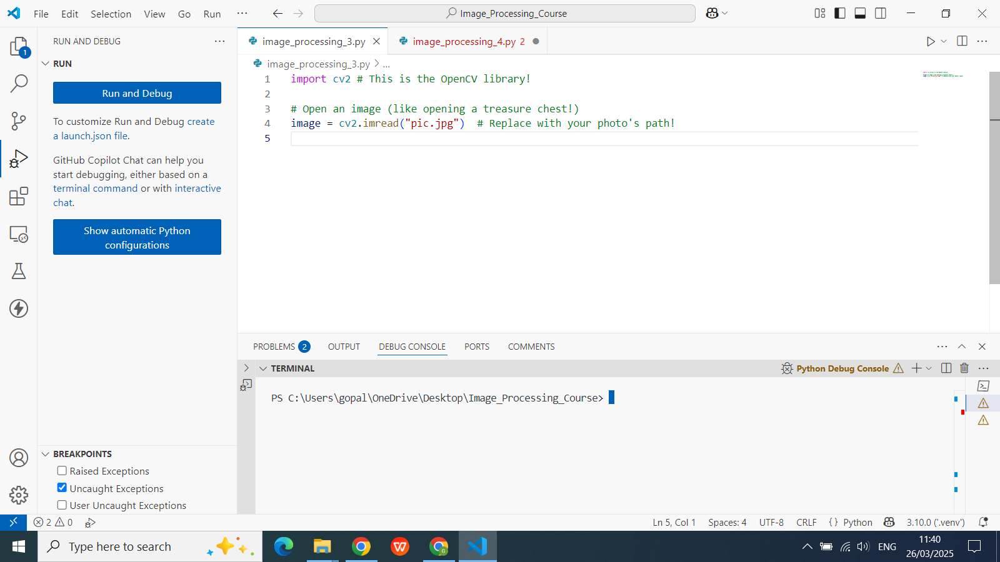 File Edit Selection View Go Run ··· Image_Processing_Course
RUN AND DEBUG ···
1
RUN
Run and Debug
To customize Run and Debug create
a launch.json file.
GitHub Copilot Chat can help you
start debugging, either based on a
terminal command or with interactive
chat.
Show automatic Python
configurations
BREAKPOINTS
Raised Exceptions
Uncaught Exceptions
User Uncaught Exceptions
image_processing_3.py image_processing_4.py 2
image_processing_3.py > ...
1 import cv2 # This is the OpenCV library!
2
3 # Open an image (like opening a treasure chest!)
4 image = cv2.imread("pic.jpg")  # Replace with your photo's path!
5
PROBLEMS 2 OUTPUT DEBUG CONSOLE PORTS COMMENTS
TERMINAL Python Debug Console
PS C:\Users\gopal\OneDrive\Desktop\Image_Processing_Course>
2 0 Ln 5, Col 1 Spaces: 4 UTF-8 CRLF {} Python 3.10.0 ('.venv')
Type here to search ENG
11:40
26/03/2025